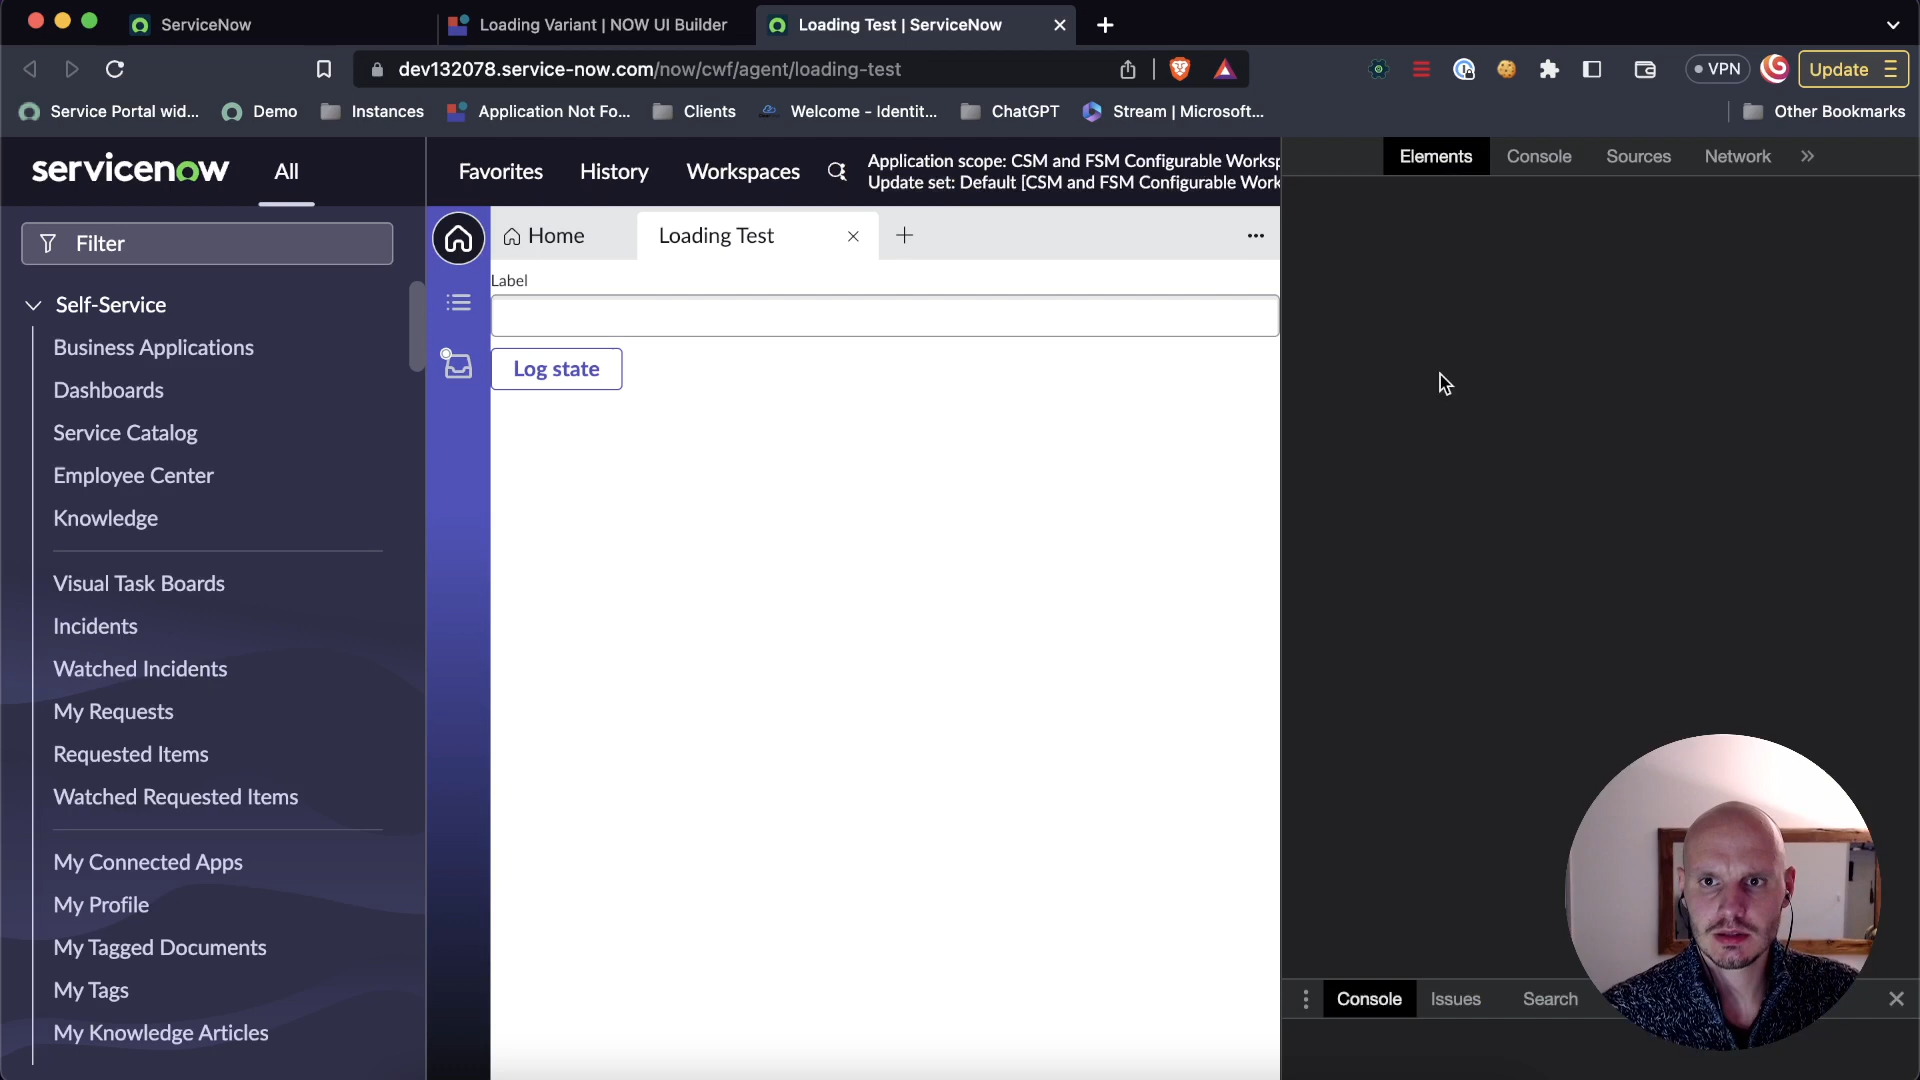 ServiceNow
Loading Variant | NOW UI Builder
Loading Test | ServiceNow
dev132078.service-now.com/now/cwf/agent/loading-test
VPN
Update
Service Portal wid...
Demo
Instances
Application Not Fo...
Clients
Welcome - Identit...
ChatGPT
Stream | Microsoft...
Other Bookmarks
servicenow
All
Favorites
History
Workspaces
Application scope: CSM and FSM Configurable Worksp
Update set: Default [CSM and FSM Configurable Work
Elements
Console
Sources
Network
Filter
Home
Loading Test
Label
Log state
Self-Service
Business Applications
Dashboards
Service Catalog
Employee Center
Knowledge
Visual Task Boards
Incidents
Watched Incidents
My Requests
Requested Items
Watched Requested Items
My Connected Apps
My Profile
My Tagged Documents
My Tags
My Knowledge Articles
Console
Issues
Search